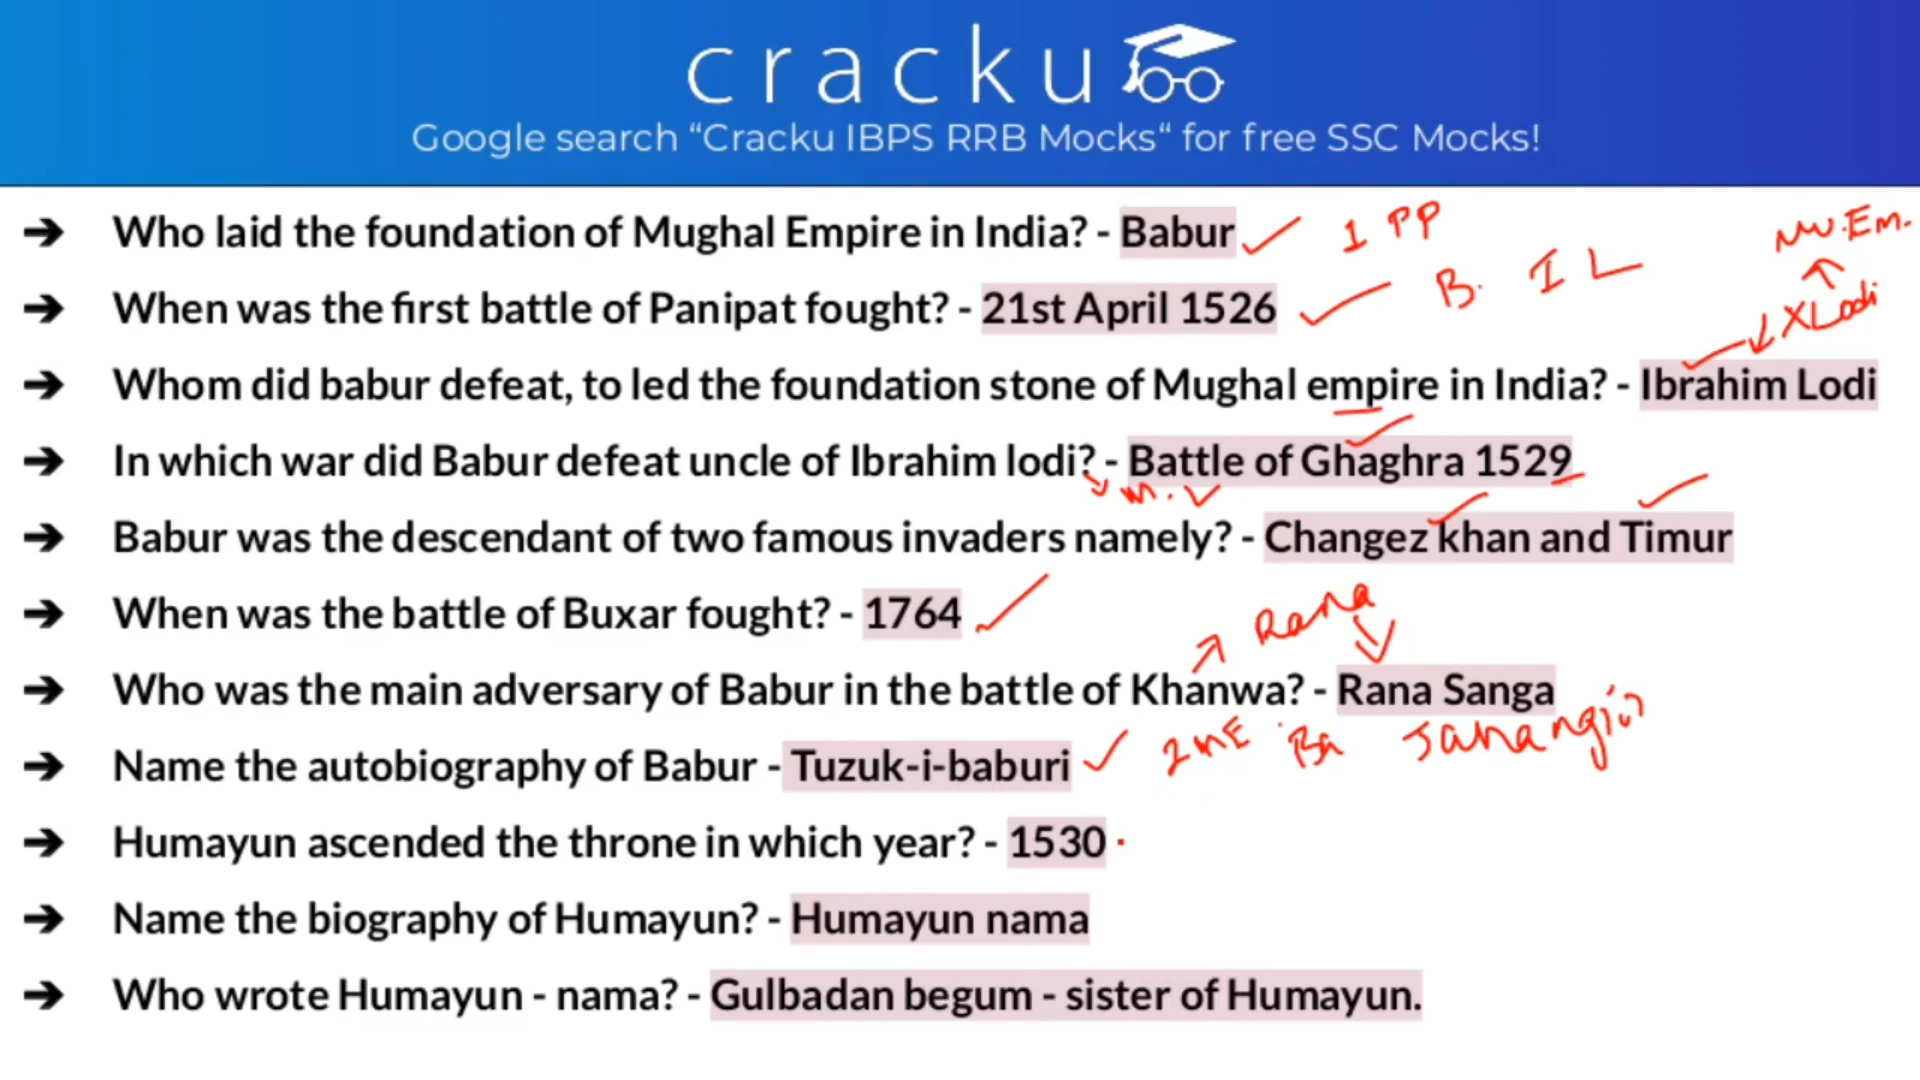 cracku
Google search “Cracku IBPS RRB Mocks“ for free SSC Mocks!
➔ Who laid the foundation of Mughal Empire in India? - Babur 1 PP
➔ When was the first battle of Panipat fought? - 21st April 1526 B. I L
XLodi
➔ Whom did babur defeat, to led the foundation stone of Mughal empire in India? - Ibrahim Lodi
➔ In which war did Babur defeat uncle of Ibrahim lodi? - Battle of Ghaghra 1529
➔ Babur was the descendant of two famous invaders namely? - Changez khan and Timur
➔ When was the battle of Buxar fought? - 1764 Rana
➔ Who was the main adversary of Babur in the battle of Khanwa? - Rana Sanga
➔ Name the autobiography of Babur - Tuzuk-i-baburi 2 ME Ba Jahangir
➔ Humayun ascended the throne in which year? - 1530
➔ Name the biography of Humayun? - Humayun nama
➔ Who wrote Humayun - nama? - Gulbadan begum - sister of Humayun.